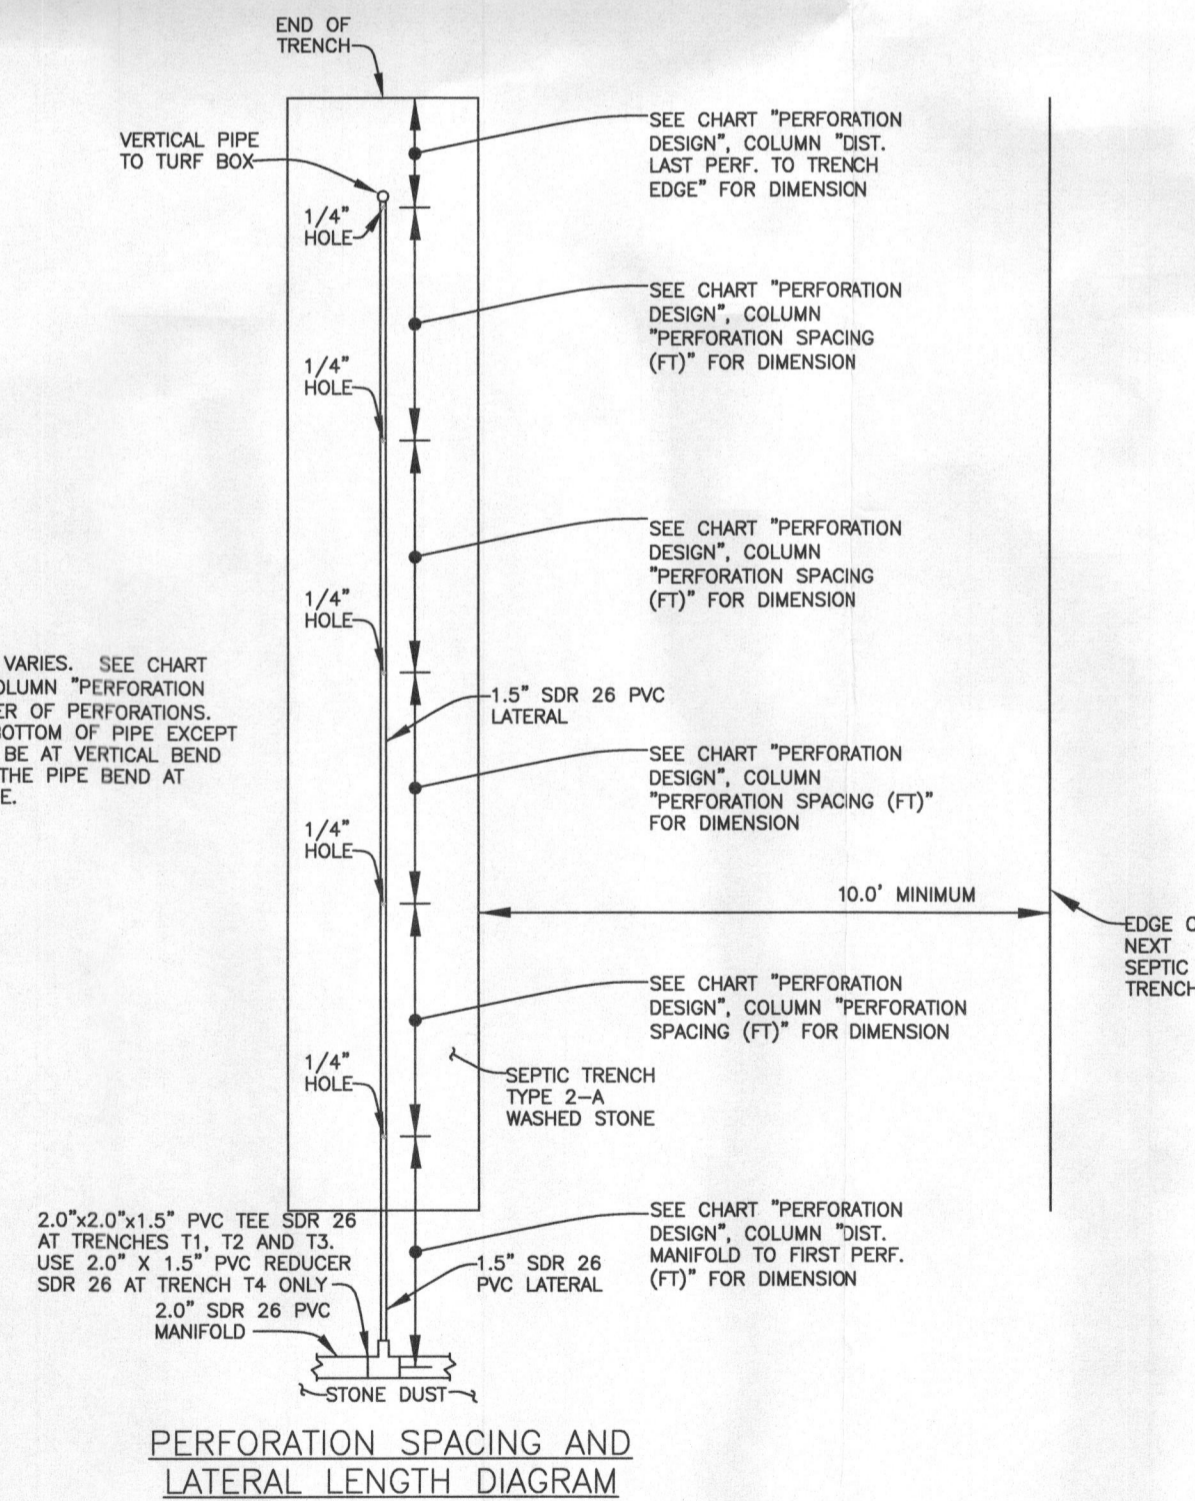 END OF
TRENCH
VERTICAL PIPE
TO TURF BOX
SEE CHART "PERFORATION
DESIGN", COLUMN "DIST.
LAST PERF. TO TRENCH
EDGE" FOR DIMENSION
1/4"
HOLE
SEE CHART "PERFORATION
DESIGN", COLUMN
"PERFORATION SPACING
(FT)" FOR DIMENSION
1/4"
HOLE
SEE CHART "PERFORATION
DESIGN", COLUMN
"PERFORATION SPACING
(FT)" FOR DIMENSION
1/4"
HOLE
VARIES. SEE CHART
OLUMN "PERFORATION
ER OF PERFORATIONS.
BOTTOM OF PIPE EXCEPT
BE AT VERTICAL BEND
THE PIPE BEND AT
E.
1.5" SDR 26 PVC
LATERAL
SEE CHART "PERFORATION
DESIGN", COLUMN
"PERFORATION SPACING (FT)"
FOR DIMENSION
1/4"
HOLE
10.0' MINIMUM
EDGE
NEXT
SEPTIC
TRENCH
SEE CHART "PERFORATION
DESIGN", COLUMN "PERFORATION
SPACING (FT)" FOR DIMENSION
1/4"
HOLE
SEPTIC TRENCH
TYPE 2-A
WASHED STONE
2.0"x2.0"x1.5" PVC TEE SDR 26
AT TRENCHES T1, T2 AND T3.
USE 2.0" X 1.5" PVC REDUCER
SDR 26 AT TRENCH T4 ONLY
2.0" SDR 26 PVC
MANIFOLD
1.5" SDR 26
PVC LATERAL
SEE CHART "PERFORATION
DESIGN", COLUMN "DIST.
MANIFOLD TO FIRST PERF.
(FT)" FOR DIMENSION
STONE DUST
PERFORATION SPACING AND
LATERAL LENGTH DIAGRAM